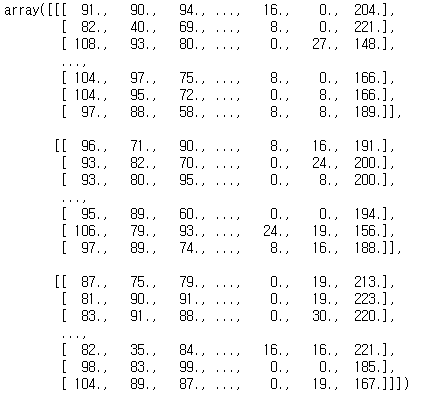 array([[[ 91., 90., 94., ..., 16., 0., 204.],
[ 82., 40., 69., ..., 8., 0., 221.],
[ 108., 93., 80., ..., 0., 27., 148.],
...,
[ 104., 97., 75., ..., 8., 0., 166.],
[ 104., 95., 72., ..., 0., 8., 166.],
[ 97., 88., 58., ..., 8., 8., 189.]],
[[ 96., 71., 90., ..., 8., 16., 191.],
[ 93., 82., 70., ..., 0., 24., 200.],
[ 93., 80., 95., ..., 0., 8., 200.],
...,
[ 95., 89., 60., ..., 0., 0., 194.],
[ 106., 79., 93., ..., 24., 19., 156.],
[ 97., 89., 74., ..., 8., 16., 188.]],
[[ 87., 75., 79., ..., 0., 19., 213.],
[ 81., 90., 91., ..., 0., 19., 223.],
[ 83., 91., 88., ..., 0., 30., 220.],
...,
[ 82., 35., 84., ..., 16., 16., 221.],
[ 98., 83., 99., ..., 0., 0., 185.],
[ 104., 89., 87., ..., 0., 19., 167.]]])